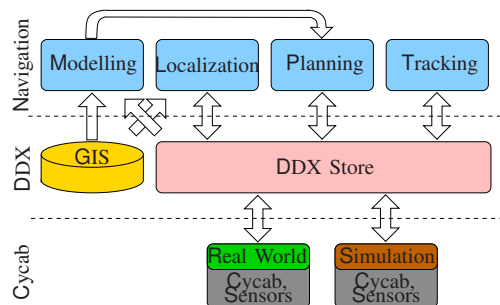 Navigation
Modelling
Localization
Planning
Tracking
DDX
GIS
DDX Store
Cycab
Real World
Cycab,
Sensors
Simulation
Cycab,
Sensors